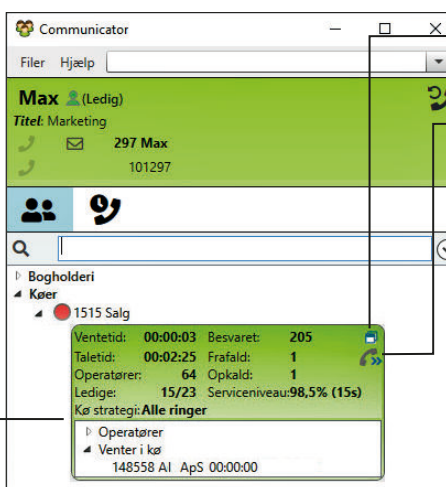 Communicator
Filer Hjælp
Max (Ledig)
Titel: Marketing
297 Max
101297
Bogholderi
Køer
1515 Salg
Ventetid: 00:00:03 Besvaret: 205
Taletid: 00:02:25 Frafald: 1
Operatører: 64 Opkald: 1
Ledige: 15/23 Serviceniveau:98,5% (15s)
Kø strategi:Alle ringer
Operatører
Venter i kø
148558 Al ApS 00:00:00